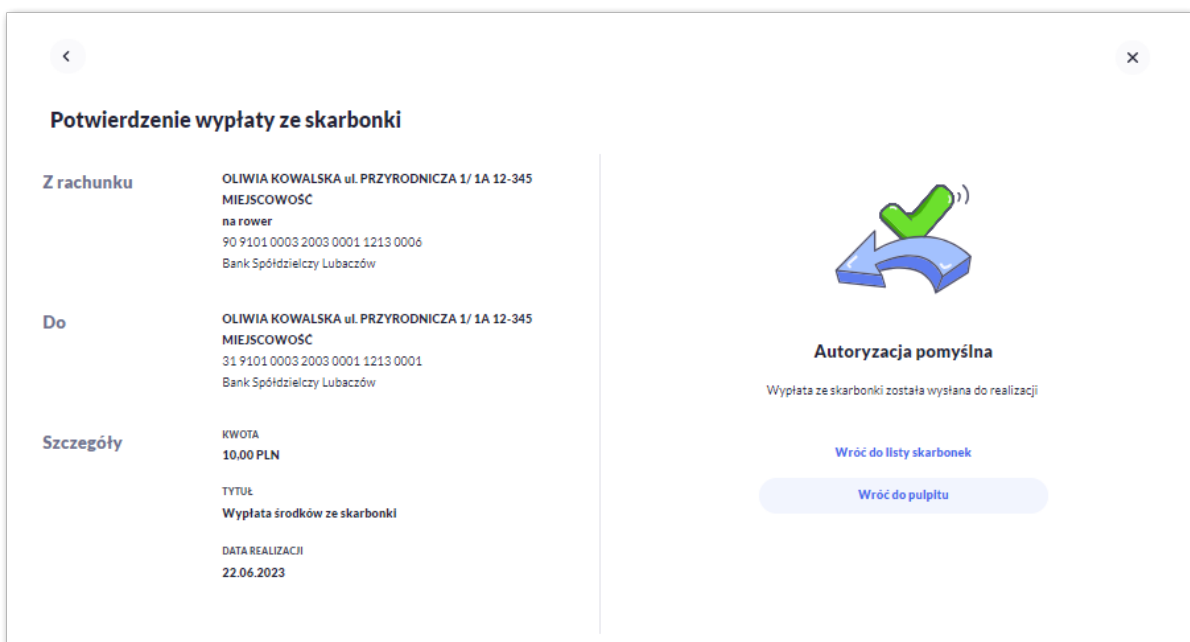 Potwierdzenie wypłaty ze skarbonki
Z rachunku
OLIWIA KOWALSKA ul. PRZYRODNICZA 1/ 1A 12-345
MIEJSCOWOŚĆ
na rower
90 9101 0003 2003 0001 1213 0006
Bank Spółdzielczy Lubaczów
Do
OLIWIA KOWALSKA ul. PRZYRODNICZA 1/ 1A 12-345
MIEJSCOWOŚĆ
31 9101 0003 2003 0001 1213 0001
Bank Spółdzielczy Lubaczów
Szczegóły
KWOTA
10,00 PLN
TYTUŁ
Wypłata środków ze skarbonki
DATA REALIZACJI
22.06.2023
Autoryzacja pomyślna
Wypłata ze skarbonki została wysłana do realizacji
Wróć do listy skarbonek
Wróć do pulpitu